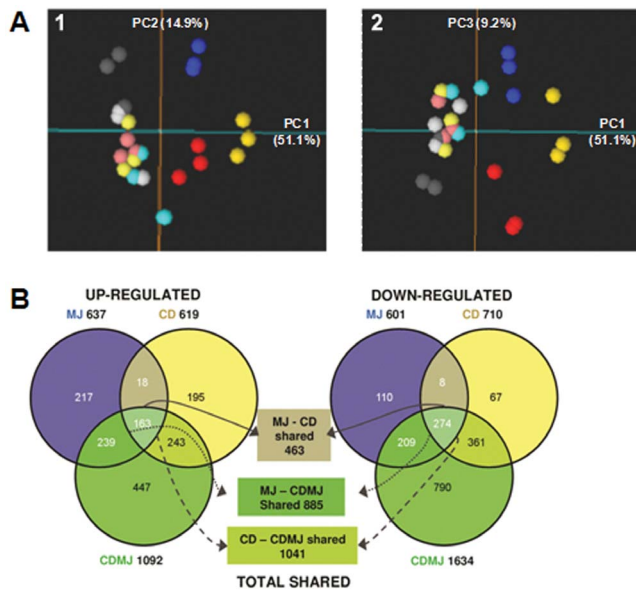 A
1
PC2 (14.9%)
PC1
(51.1%)
2
PC3 (9.2%)
PC1
(51.1%)
B
UP-REGULATED
MJ 637
CD 619
217
18
195
163
239
243
447
CDMJ 1092
MJ - CD
shared
463
MJ – CDMJ
Shared 885
CD – CDMJ shared
1041
TOTAL SHARED
DOWN-REGULATED
MJ 601
CD 710
110
8
67
274
209
361
790
CDMJ 1634